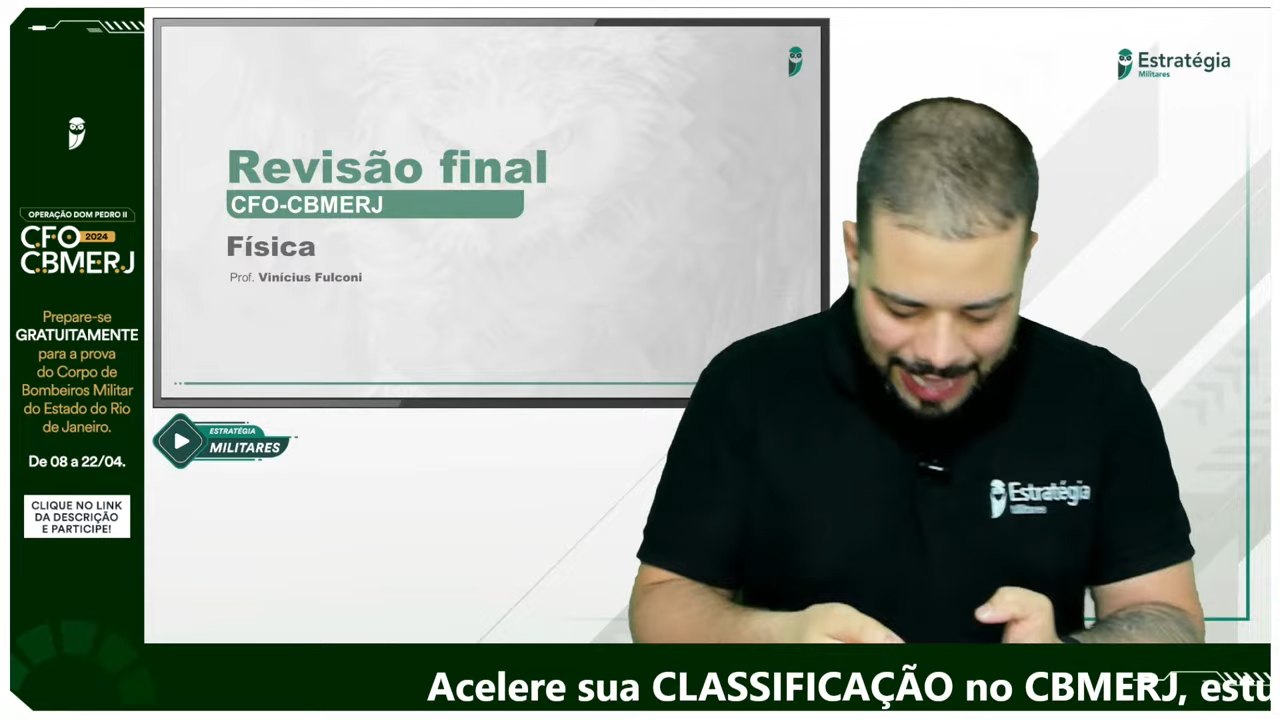 OPERAÇÃO DOM PEDRO II
CFO 2024
CBMERJ
Prepare-se
GRATUITAMENTE
para a prova
do Corpo de
Bombeiros Militar
do Estado do Rio
de Janeiro.
De 08 a 22/04.
CLIQUE NO LINK
DA DESCRIÇÃO
E PARTICIPE!
Revisão final
CFO-CBMERJ
Física
Prof. Vinícius Fulconi
ESTRATÉGIA
MILITARES
Estratégia
Militares
Estratégia
Militares
Acelere sua CLASSIFICAÇÃO no CBMERJ, estu